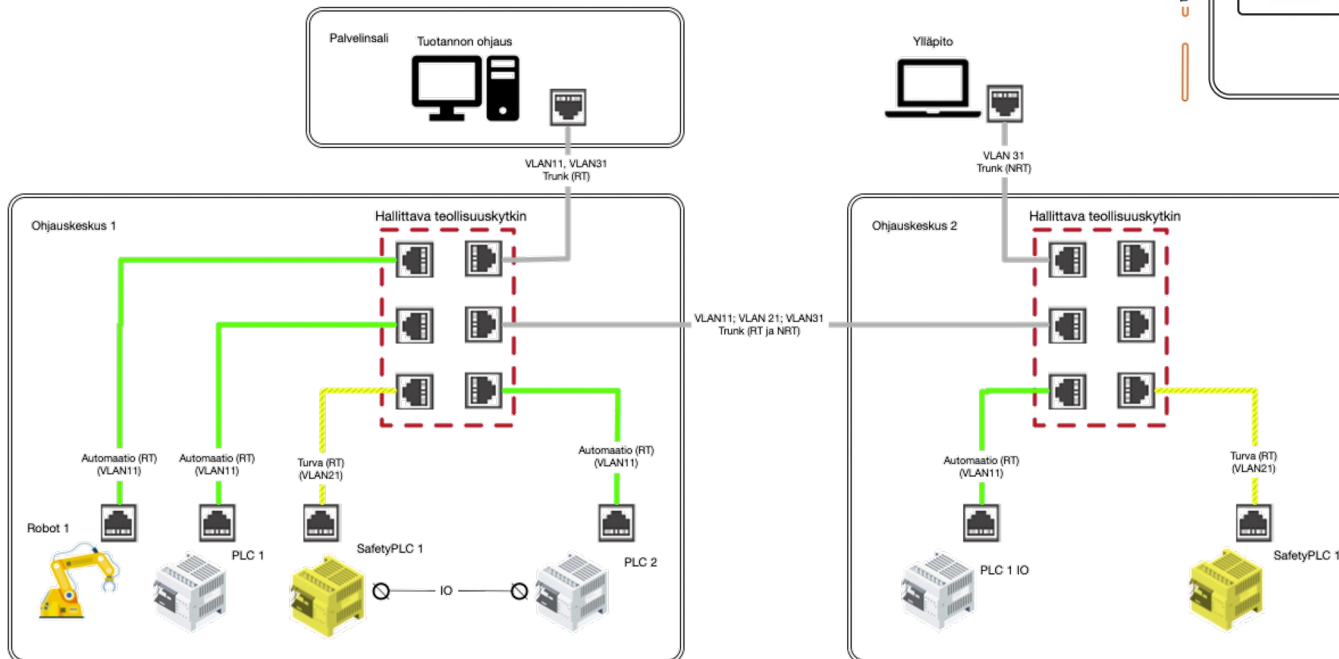 Palvelinsali
Tuotannon ohjaus
Ylläpito
VLAN11, VLAN31
Trunk (RT)
VLAN 31
Trunk (NRT)
Ohjauskeskus 1
Hallittava teollisuuskytkin
Ohjauskeskus 2
Hallittava teollisuuskytkin
VLAN11; VLAN 21; VLAN31
Trunk (RT ja NRT)
Automaatio (RT)
(VLAN11)
Automaatio (RT)
(VLAN11)
Turva (RT)
(VLAN21)
Automaatio (RT)
(VLAN11)
Automaatio (RT)
(VLAN11)
Turva (RT)
(VLAN21)
Robot 1
PLC 1
SafetyPLC 1
IO
PLC 2
PLC 1 IO
SafetyPLC 1